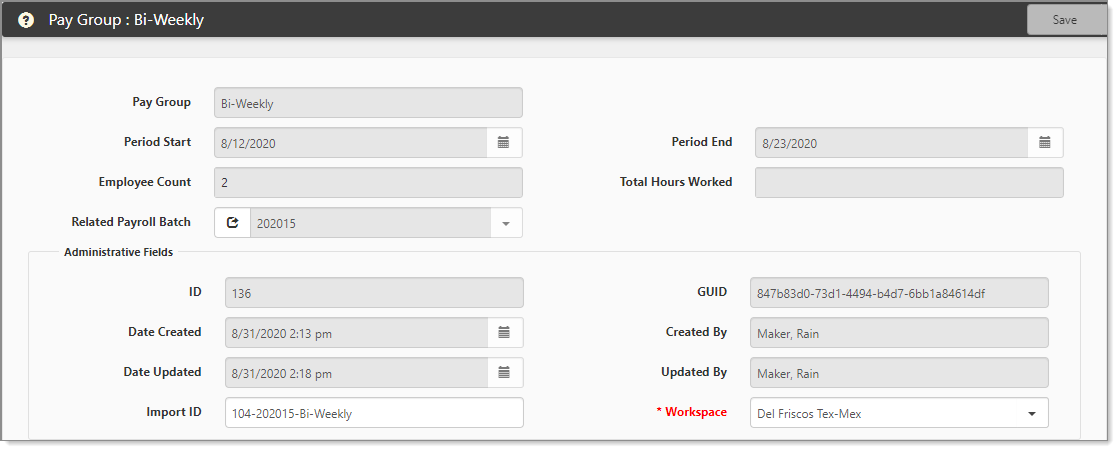 Pay Group : Bi-Weekly Save
Pay Group Bi-Weekly
Period Start 8/12/2020 Period End 8/23/2020
Employee Count 2 Total Hours Worked
Related Payroll Batch 202015
Administrative Fields
ID 136 GUID 847b83d0-73d1-4494-b4d7-6bb1a84614df
Date Created 8/31/2020 2:13 pm Created By Maker, Rain
Date Updated 8/31/2020 2:18 pm Updated By Maker, Rain
Import ID 104-202015-Bi-Weekly * Workspace Del Friscos Tex-Mex